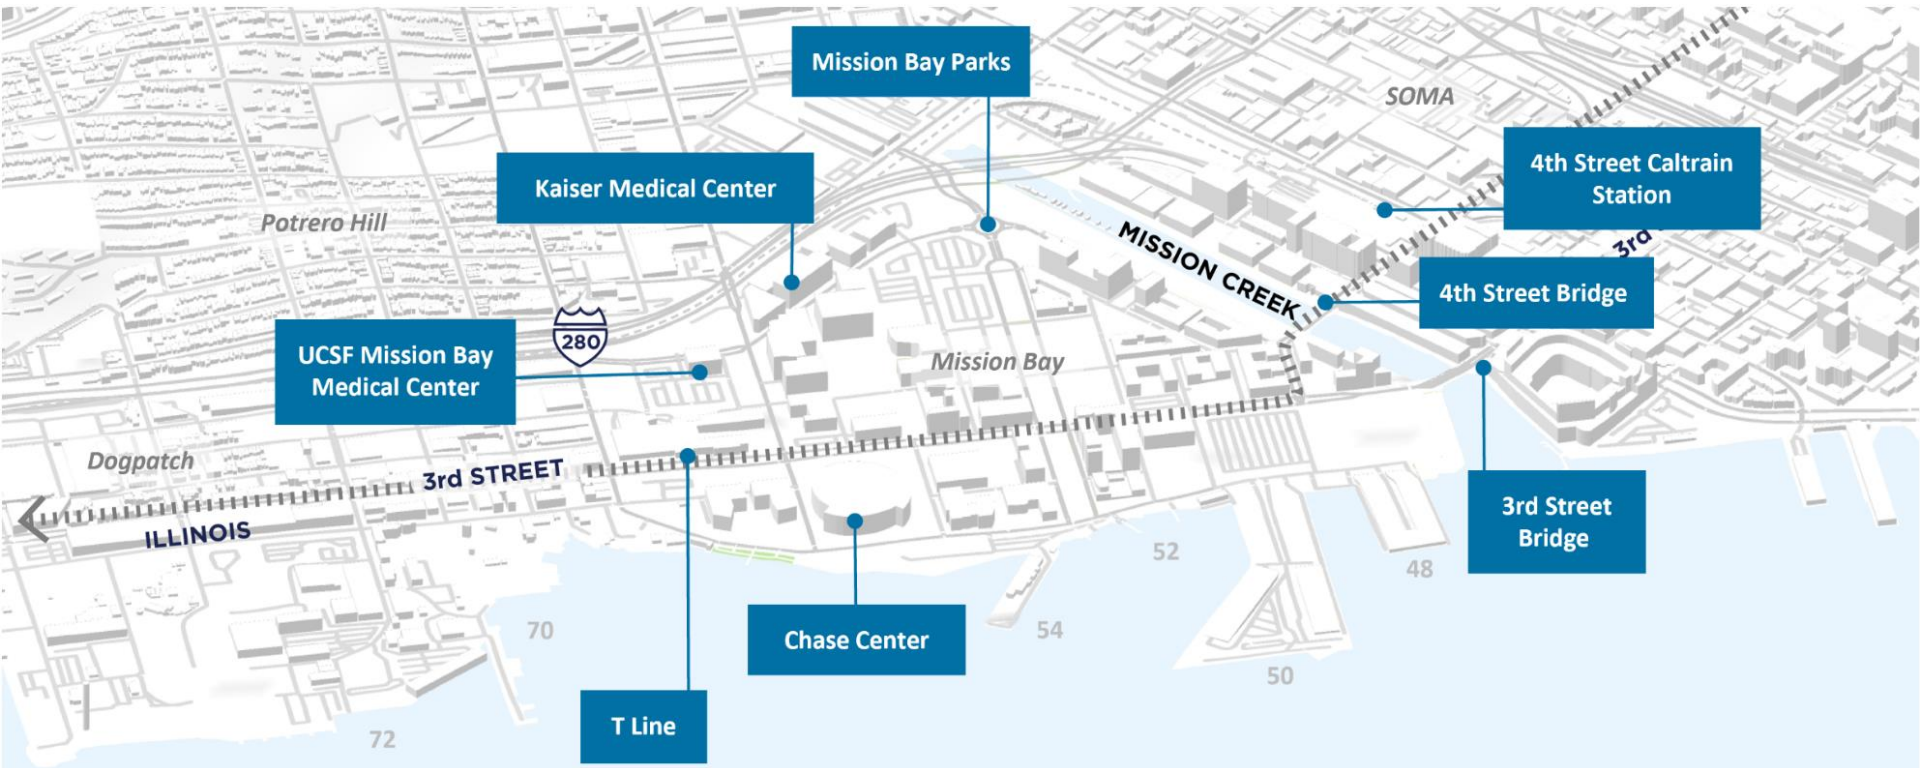 Mission Bay Parks
SOMA
4th Street Caltrain
Station
Kaiser Medical Center
Potrero Hill
MISSION CREEK
3rd
4th Street Bridge
280
UCSF Mission Bay
Medical Center
Mission Bay
Dogpatch
3rd STREET
ILLINOIS
3rd Street
Bridge
52
48
70
54
Chase Center
50
T Line
72